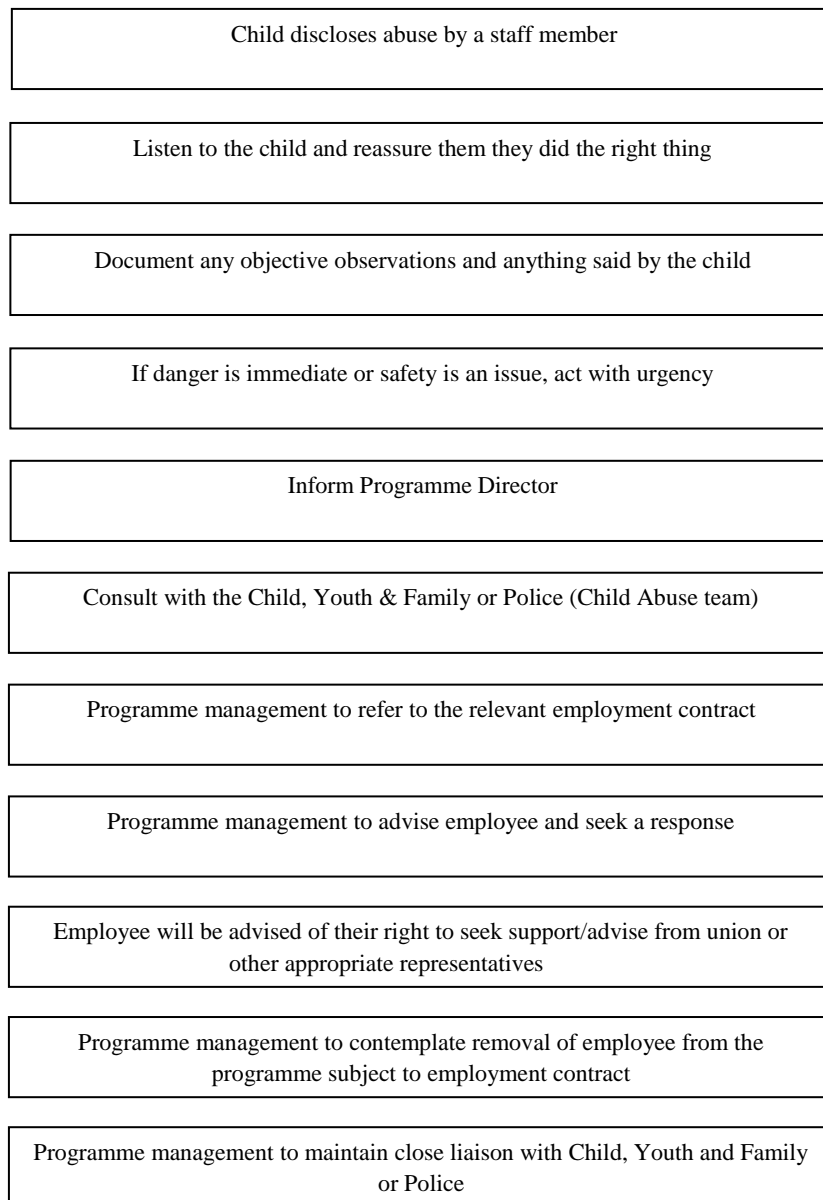 Child discloses abuse by a staff member
Listen to the child and reassure them they did the right thing
Document any objective observations and anything said by the child
If danger is immediate or safety is an issue, act with urgency
Inform Programme Director
Consult with the Child, Youth & Family or Police (Child Abuse team)
Programme management to refer to the relevant employment contract
Programme management to advise employee and seek a response
Employee will be advised of their right to seek support/advise from union or
other appropriate representatives
Programme management to contemplate removal of employee from the
programme subject to employment contract
Programme management to maintain close liaison with Child, Youth and Family
or Police